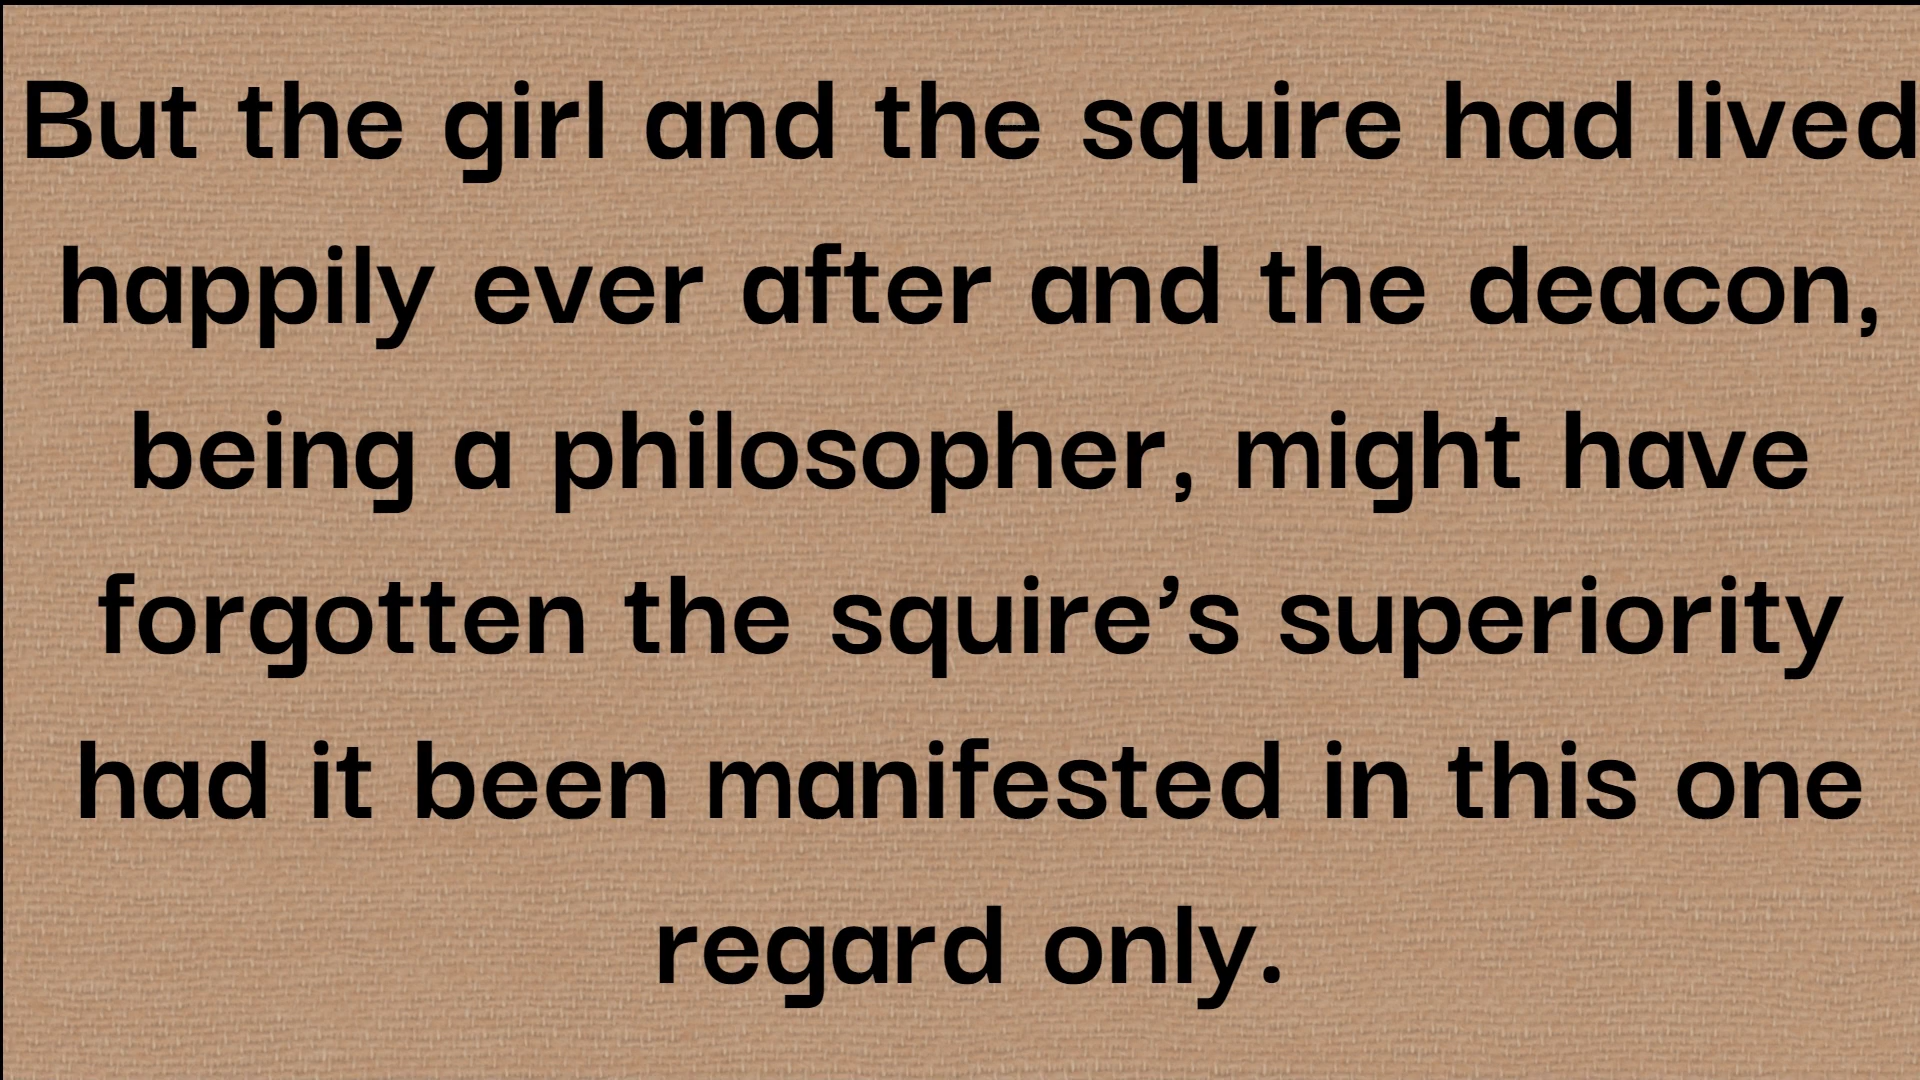 But the girl and the squire had lived
happily ever after and the deacon,
being a philosopher, might have
forgotten the squire’s superiority
had it been manifested in this one
regard only.